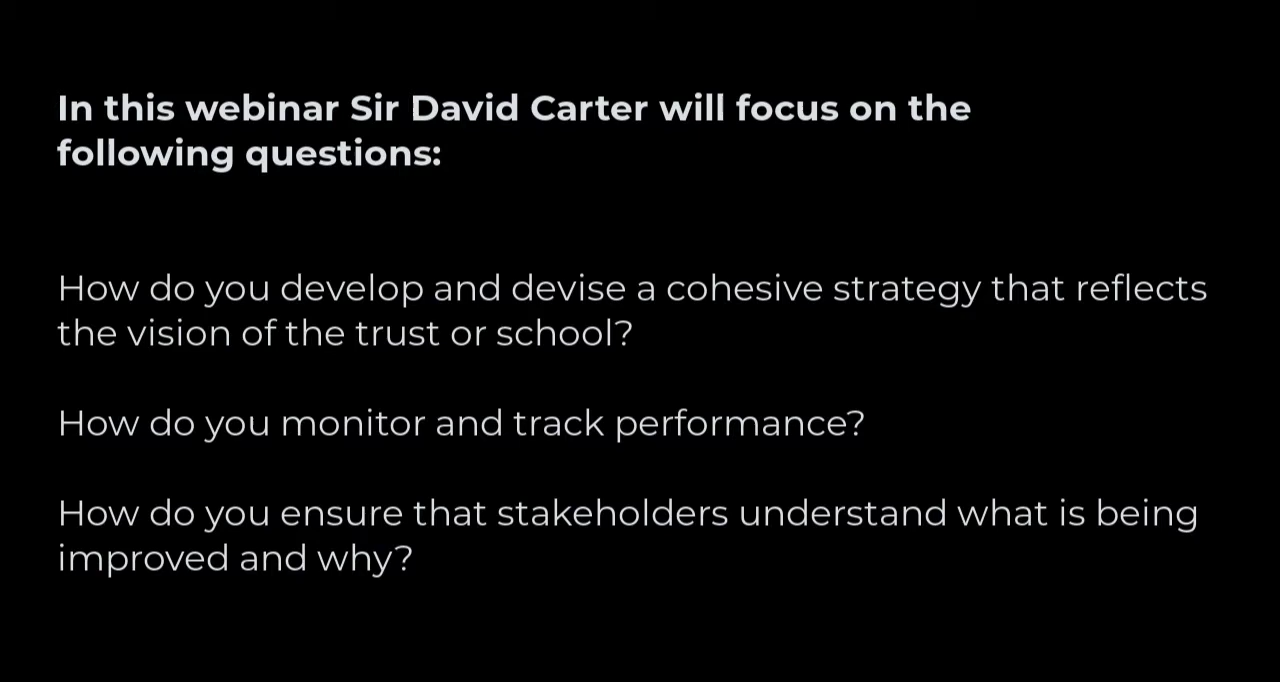 In this webinar Sir David Carter will focus on the
following questions:
How do you develop and devise a cohesive strategy that reflects
the vision of the trust or school?
How do you monitor and track performance?
How do you ensure that stakeholders understand what is being
improved and why?